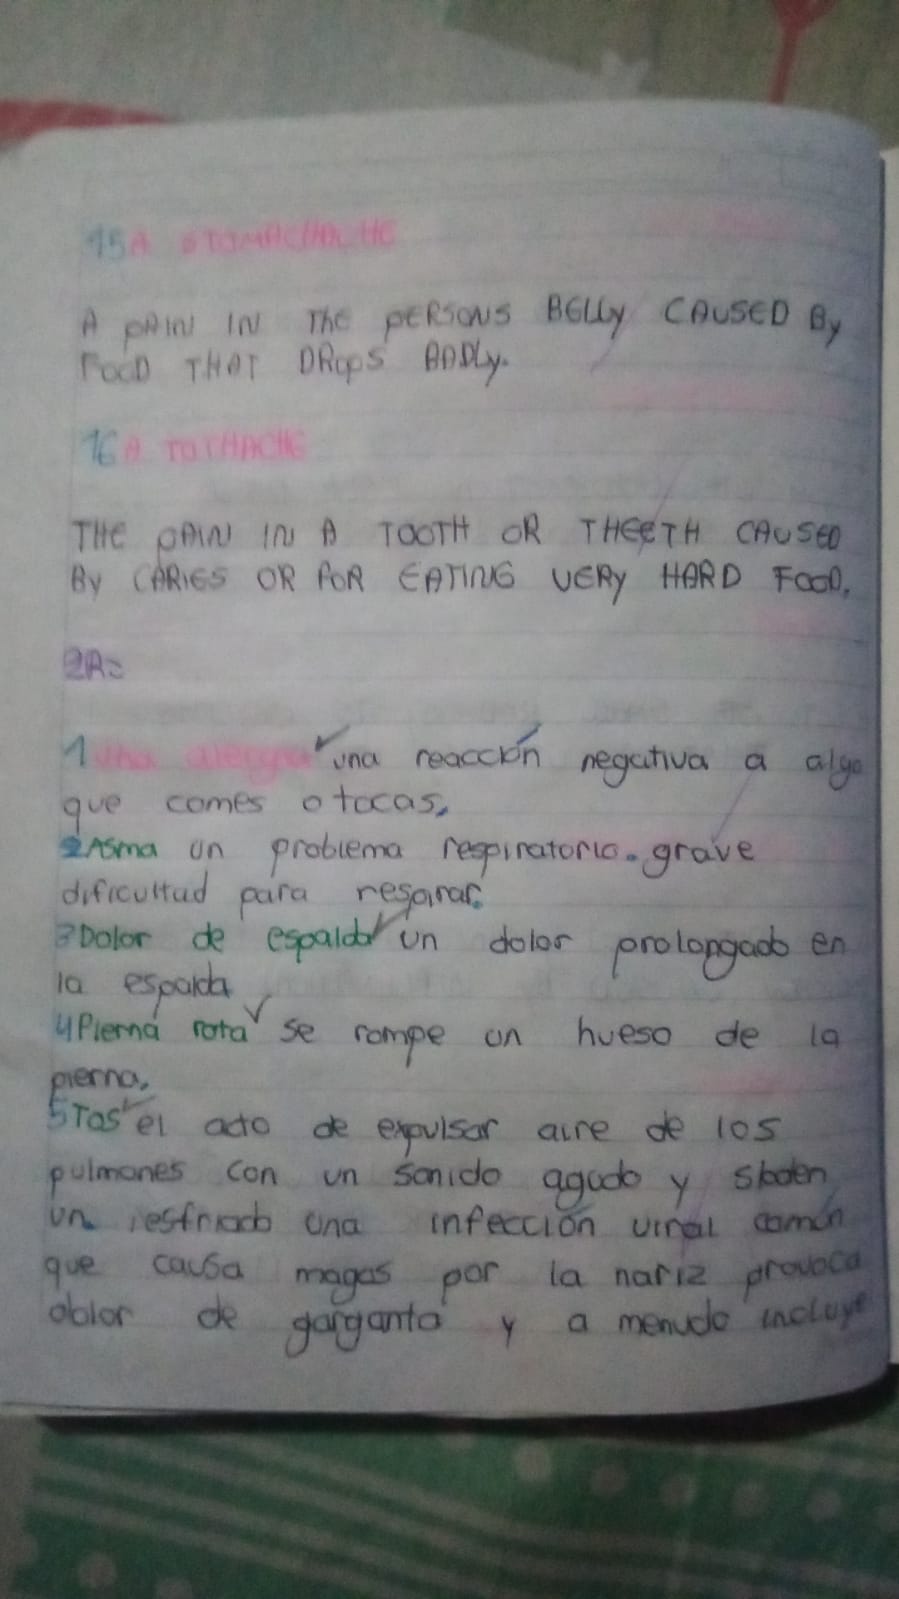 15 A STOMACHACHE
A PAIN IN THE PERSONS BELLY CAUSED By
FOOD THAT DROPS BADLy.
16 A TOTHACHE
THE PAIN IN A TOOTH OR THEETH CAUSED
By CARIES OR FOR EATING VERY HARD FOOD.
2A=
1 una alergia una reacción negativa a algo
que comes o tocas.
2 Asma un problema respiratorio. grave
dificultad para respirar.
3 Dolor de espalda un dolor prolongado en
la espalda
4 Pierna rota se rompe un hueso de la
pierna,
5 Tos el acto de expulsar aire de los
pulmones con un sonido agudo y
un resfriado una infección viral común
que causa magos por la nariz provoca
dolor de garganta y a menudo incluye